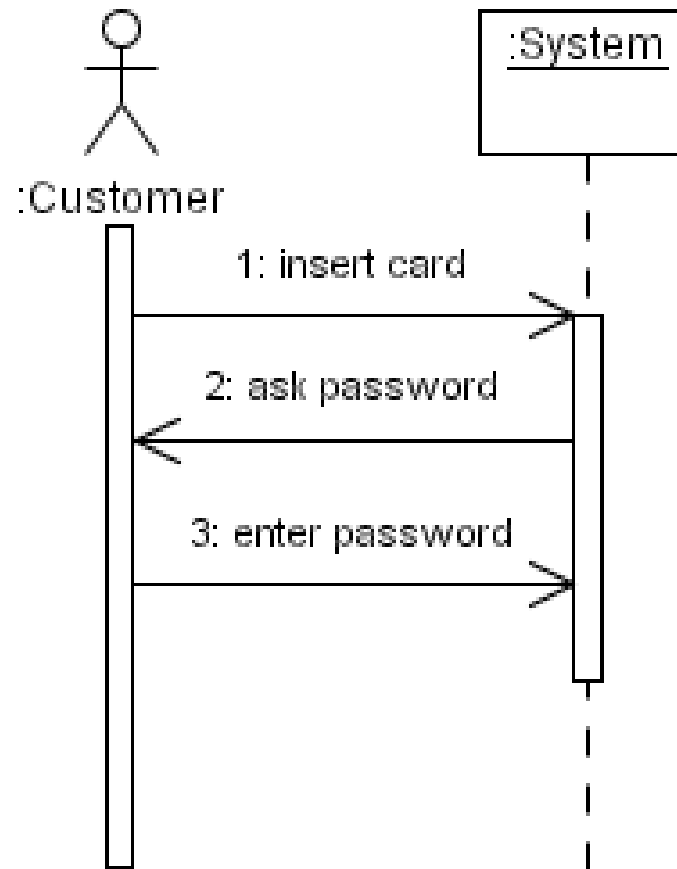 :System
:Customer
1: insert card
2: ask password
3: enter password